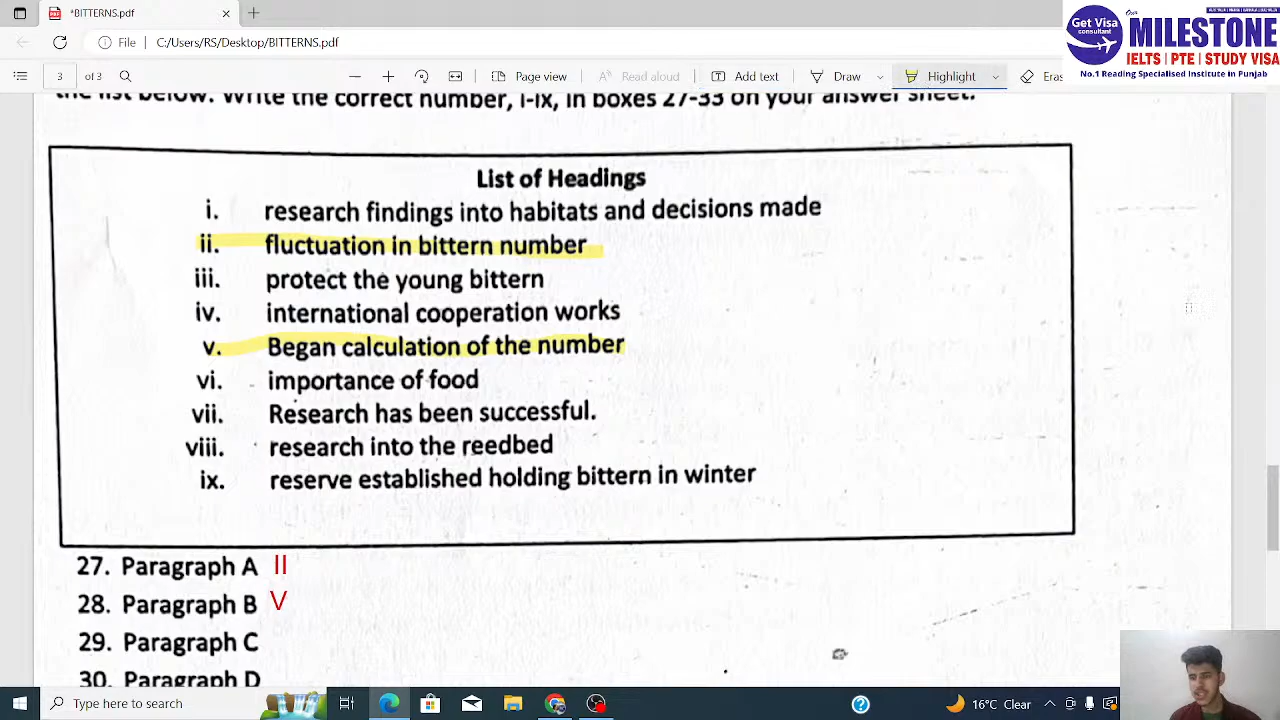 *BITTERNS.pdf
Get Visa
consultant
Our
MILESTONE
IELTS | PTE | STUDY VISA
No.1 Reading Specialised Institute in Punjab
File
C:/Users/BITTERNS.pdf
3 of 3
Page view
Read aloud
Add text
Draw
Highlight
Eras
the list below. Write the correct number, i-ix, in boxes 27-33 on your answer sheet.
List of Headings
i. research findings into habitats and decisions made
ii. fluctuation in bittern number
iii. protect the young bittern
iv. international cooperation works
v. Began calculation of the number
vi. importance of food
vii. Research has been successful.
viii. research into the reedbed
ix. reserve established holding bittern in winter
27. Paragraph A II
28. Paragraph B V
29. Paragraph C
30. Paragraph D
Type here to search
16°C Clear